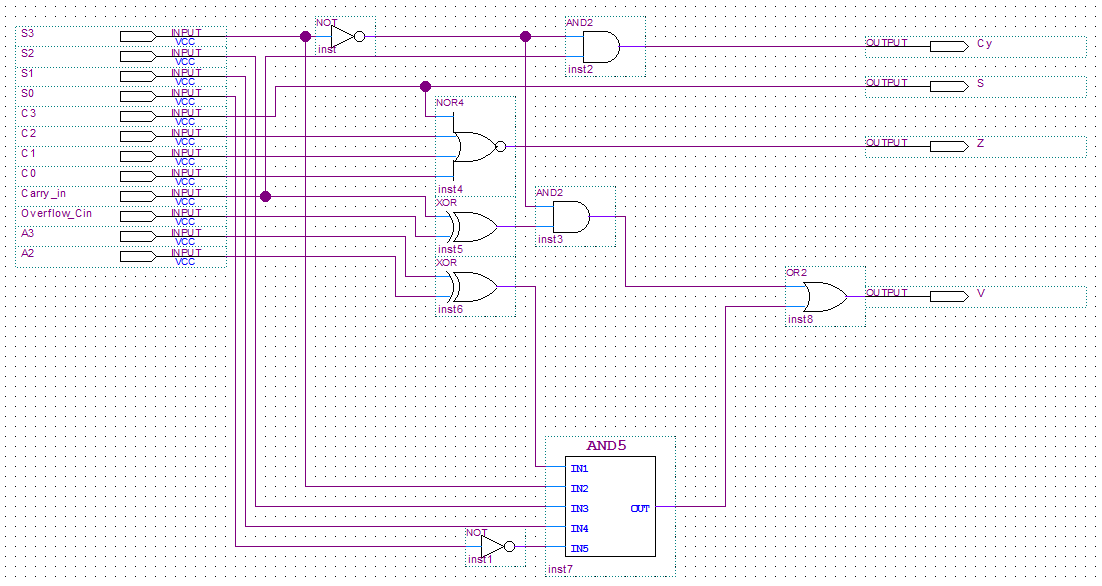 NOT
AND2
S3 INPUT VCC
inst
OUTPUT Cy
S2 INPUT VCC
inst2
S1 INPUT VCC
OUTPUT S
S0 INPUT VCC
NOR4
C3 INPUT VCC
C2 INPUT VCC
OUTPUT Z
C1 INPUT VCC
C0 INPUT VCC
inst4
Carry_in INPUT VCC
AND2
XOR
Overflow_Cin INPUT VCC
A3 INPUT VCC
inst3
inst5
A2 INPUT VCC
XOR
OR2
OUTPUT V
inst6
inst8
AND5
IN1
IN2
IN3 OUT
IN4
NOT
IN5
inst1
inst7